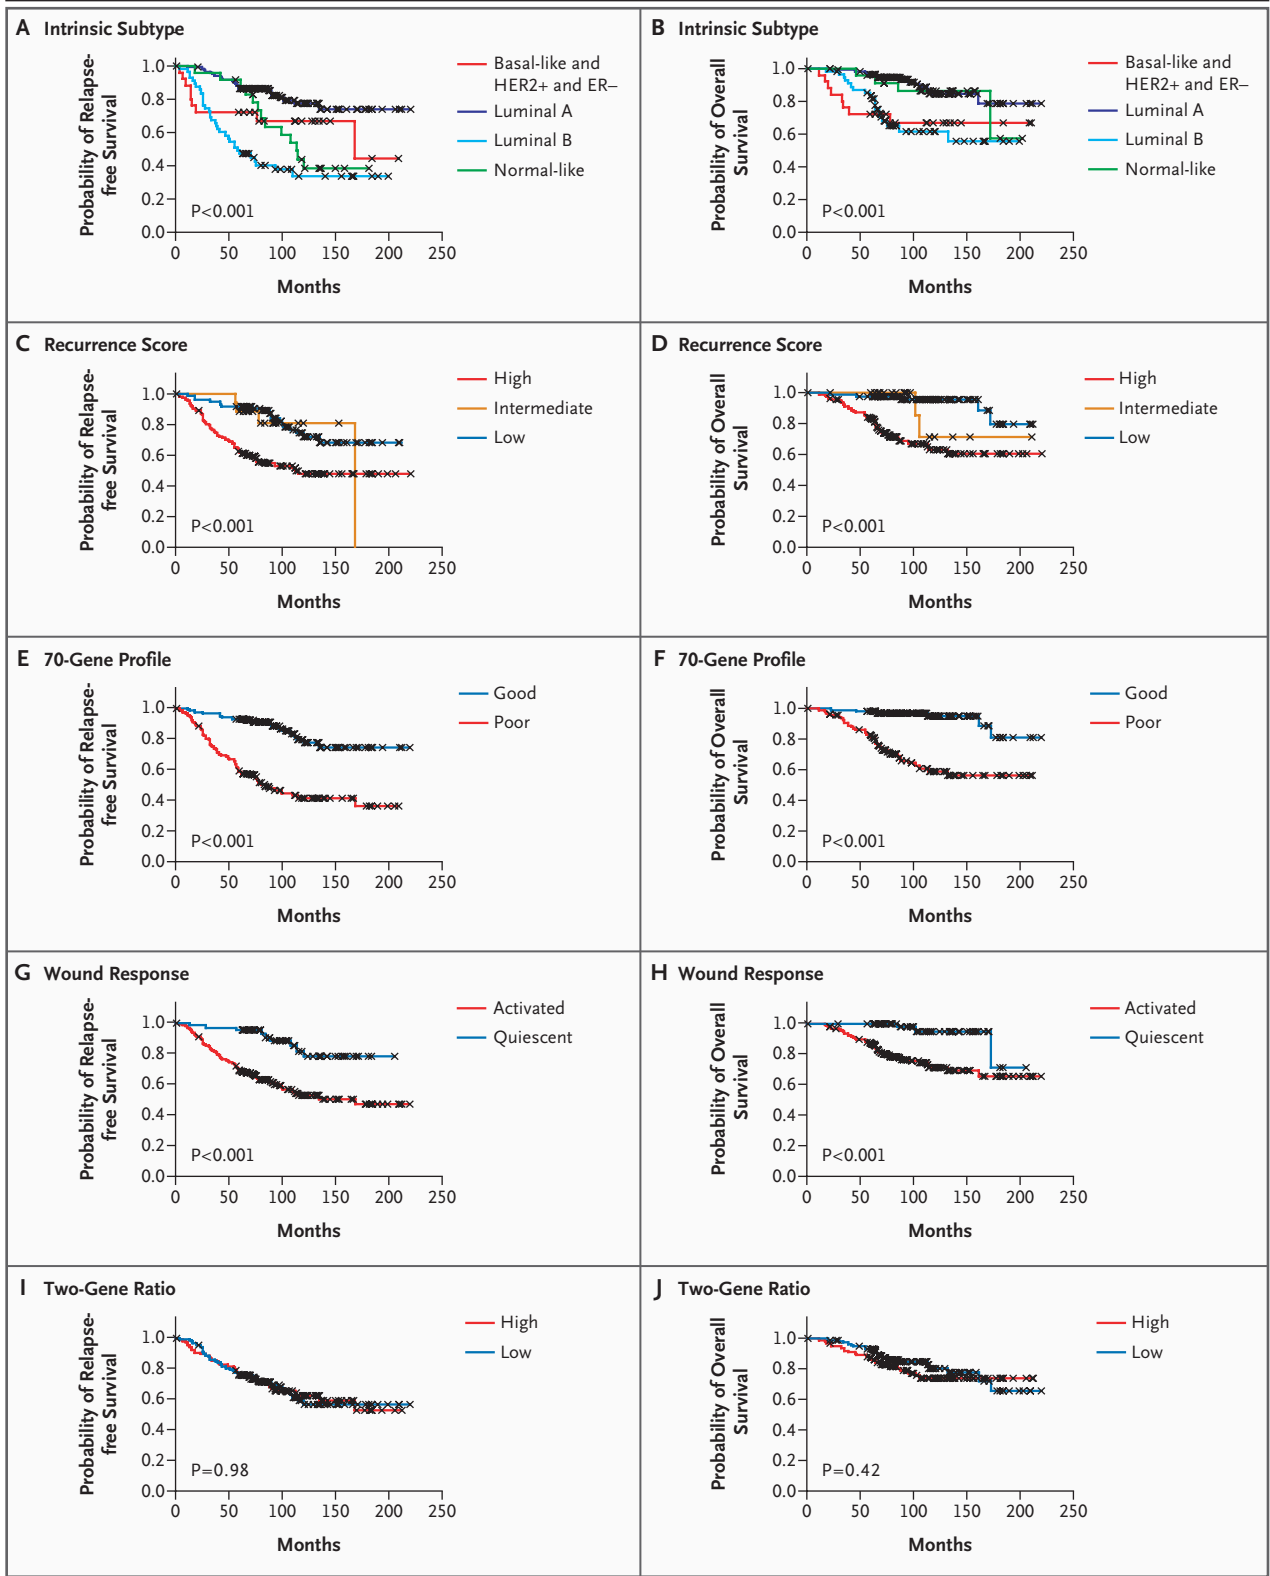 A Intrinsic Subtype
Probability of Relapse-
free Survival
1.0
0.8
0.6
0.4
0.2
0.0
P<0.001
0 50 100 150 200 250
Months
Basal-like and
HER2+ and ER–
Luminal A
Luminal B
Normal-like
B Intrinsic Subtype
Probability of Overall
Survival
1.0
0.8
0.6
0.4
0.2
0.0
P<0.001
0 50 100 150 200 250
Months
Basal-like and
HER2+ and ER–
Luminal A
Luminal B
Normal-like
C Recurrence Score
Probability of Relapse-
free Survival
1.0
0.8
0.6
0.4
0.2
0.0
P<0.001
0 50 100 150 200 250
Months
High
Intermediate
Low
D Recurrence Score
Probability of Overall
Survival
1.0
0.8
0.6
0.4
0.2
0.0
P<0.001
0 50 100 150 200 250
Months
High
Intermediate
Low
E 70-Gene Profile
Probability of Relapse-
free Survival
1.0
0.8
0.6
0.4
0.2
0.0
P<0.001
0 50 100 150 200 250
Months
Good
Poor
F 70-Gene Profile
Probability of Overall
Survival
1.0
0.8
0.6
0.4
0.2
0.0
P<0.001
0 50 100 150 200 250
Months
Good
Poor
G Wound Response
Probability of Relapse-
free Survival
1.0
0.8
0.6
0.4
0.2
0.0
P<0.001
0 50 100 150 200 250
Months
Activated
Quiescent
H Wound Response
Probability of Overall
Survival
1.0
0.8
0.6
0.4
0.2
0.0
P<0.001
0 50 100 150 200 250
Months
Activated
Quiescent
I Two-Gene Ratio
Probability of Relapse-
free Survival
1.0
0.8
0.6
0.4
0.2
0.0
P=0.98
0 50 100 150 200 250
Months
High
Low
J Two-Gene Ratio
Probability of Overall
Survival
1.0
0.8
0.6
0.4
0.2
0.0
P=0.42
0 50 100 150 200 250
Months
High
Low